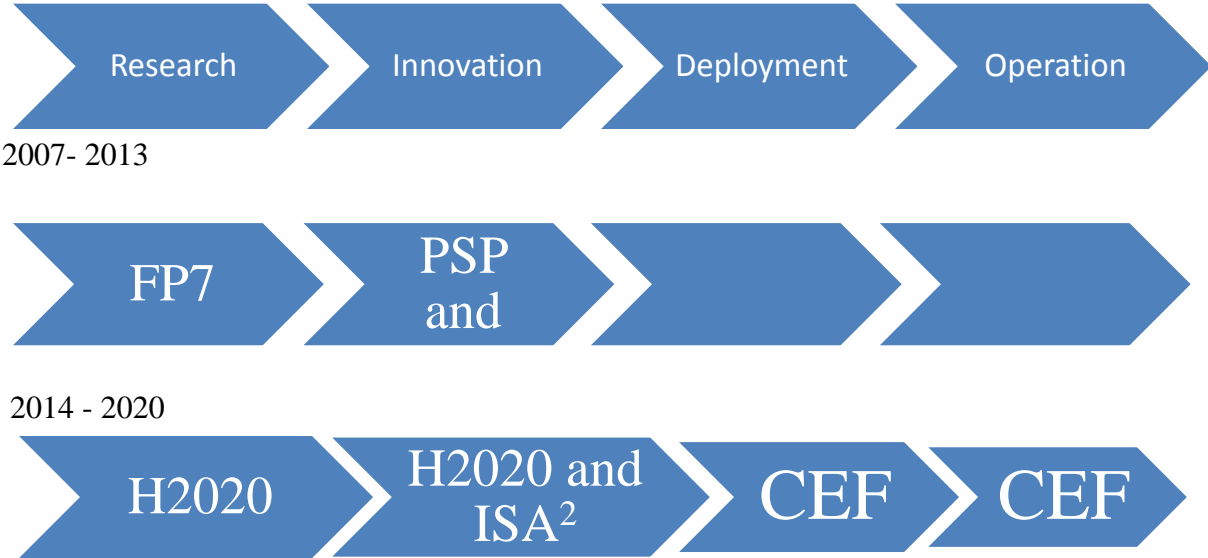 Research Innovation Deployment Operation
2007- 2013
FP7 PSP
and
2014 - 2020
H2020 H2020 and
ISA² CEF CEF